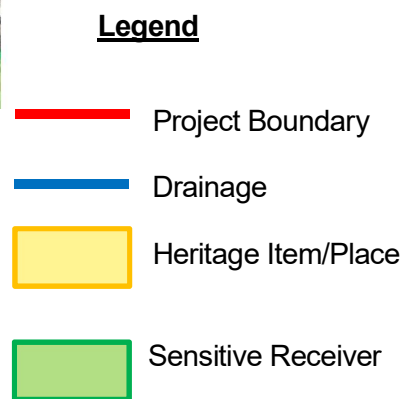 Legend
Project Boundary
Drainage
Heritage Item/Place
Sensitive Receiver